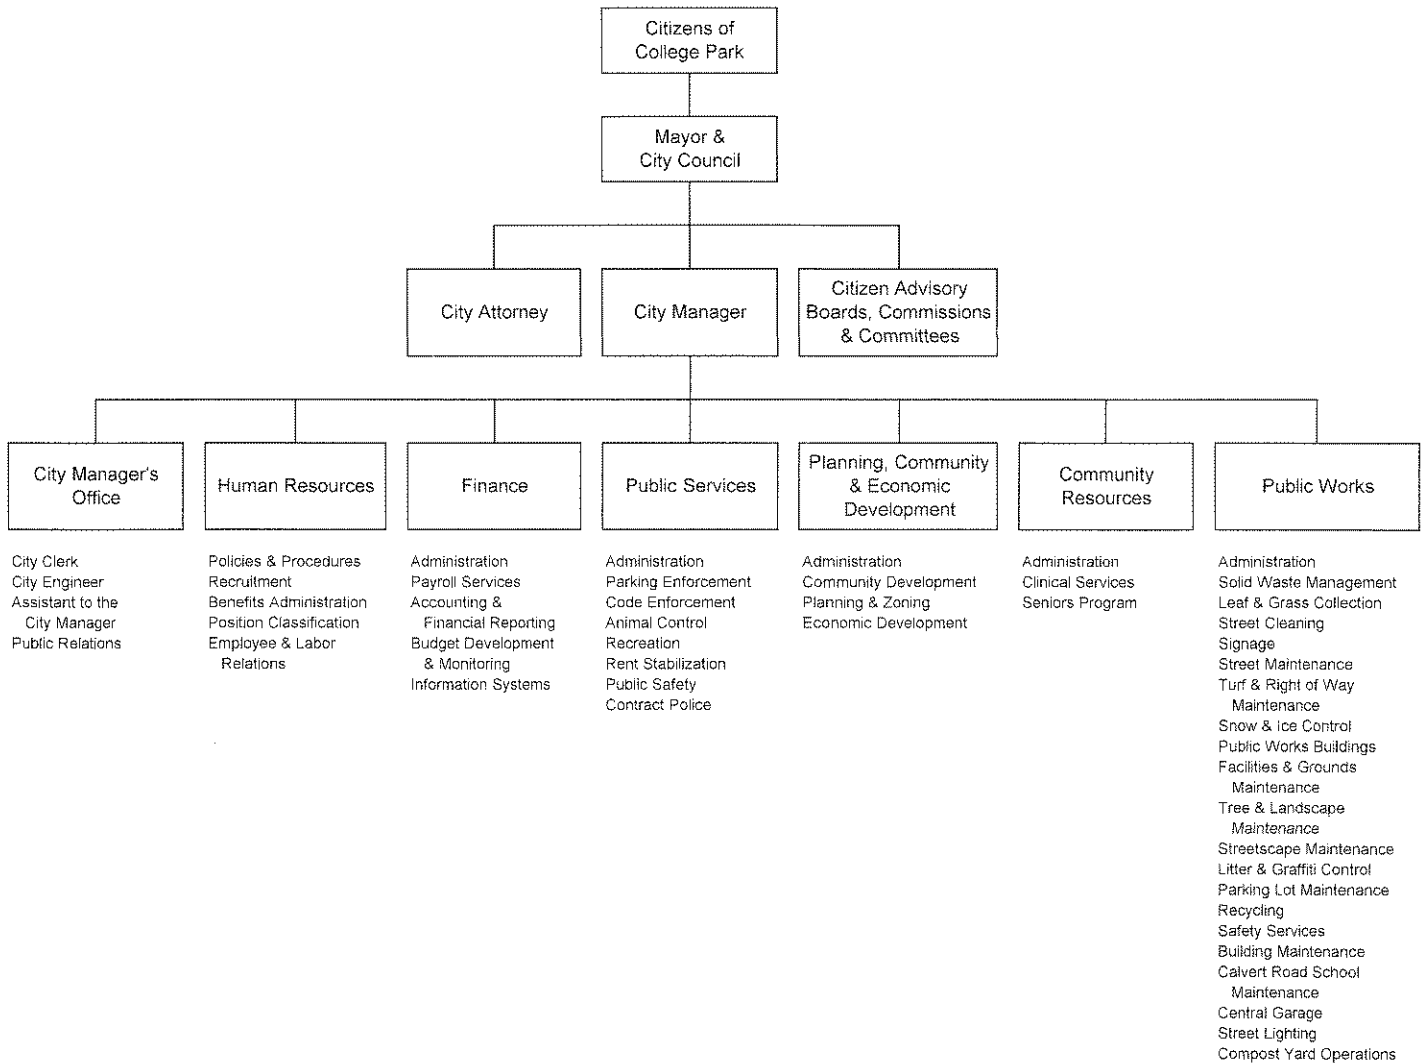 Citizens of
College Park
Mayor &
City Council
City Attorney
City Manager
Citizen Advisory
Boards, Commissions
& Committees
City Manager's
Office
City Clerk
City Engineer
Assistant to the
City Manager
Public Relations
Human Resources
Policies & Procedures
Recruitment
Benefits Administration
Position Classification
Employee & Labor
Relations
Finance
Administration
Payroll Services
Accounting &
Financial Reporting
Budget Development
& Monitoring
Information Systems
Public Services
Administration
Parking Enforcement
Code Enforcement
Animal Control
Recreation
Rent Stabilization
Public Safety
Contract Police
Planning, Community
& Economic
Development
Administration
Community Development
Planning & Zoning
Economic Development
Community
Resources
Administration
Clinical Services
Seniors Program
Public Works
Administration
Solid Waste Management
Leaf & Grass Collection
Street Cleaning
Signage
Street Maintenance
Turf & Right of Way
Maintenance
Snow & Ice Control
Public Works Buildings
Facilities & Grounds
Maintenance
Tree & Landscape
Maintenance
Streetscape Maintenance
Litter & Graffiti Control
Parking Lot Maintenance
Recycling
Safety Services
Building Maintenance
Calvert Road School
Maintenance
Central Garage
Street Lighting
Compost Yard Operations